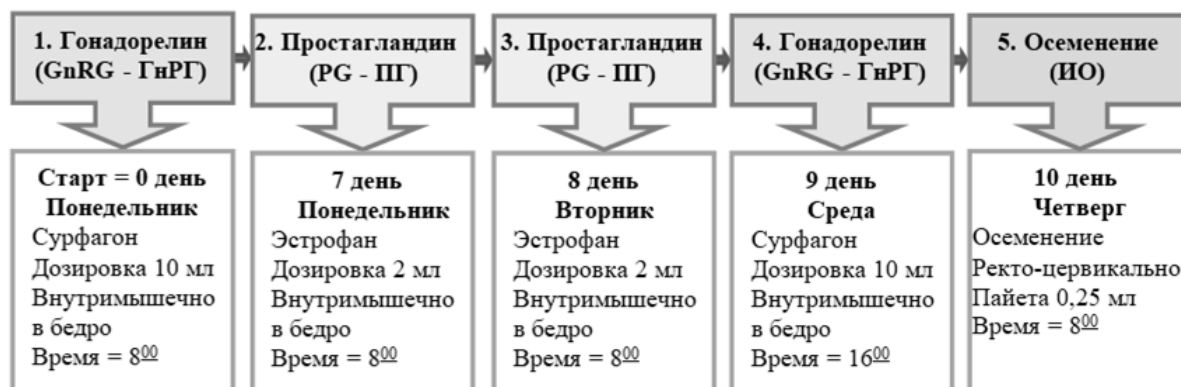 1. Гонадорелин
(GnRG - ГнРГ)
2. Простагландин
(PG - ПГ)
3. Простагландин
(PG - ПГ)
4. Гонадорелин
(GnRG - ГнРГ)
5. Осеменение
(ИО)
Старт = 0 день
Понедельник
Сурфагон
Дозировка 10 мл
Внутримышечно
в бедро
Время = 8⁰⁰
7 день
Понедельник
Эстрофан
Дозировка 2 мл
Внутримышечно
в бедро
Время = 8⁰⁰
8 день
Вторник
Эстрофан
Дозировка 2 мл
Внутримышечно
в бедро
Время = 8⁰⁰
9 день
Среда
Сурфагон
Дозировка 10 мл
Внутримышечно
в бедро
Время = 16⁰⁰
10 день
Четверг
Осеменение
Ректо-цервикально
Пайета 0,25 мл
Время = 8⁰⁰